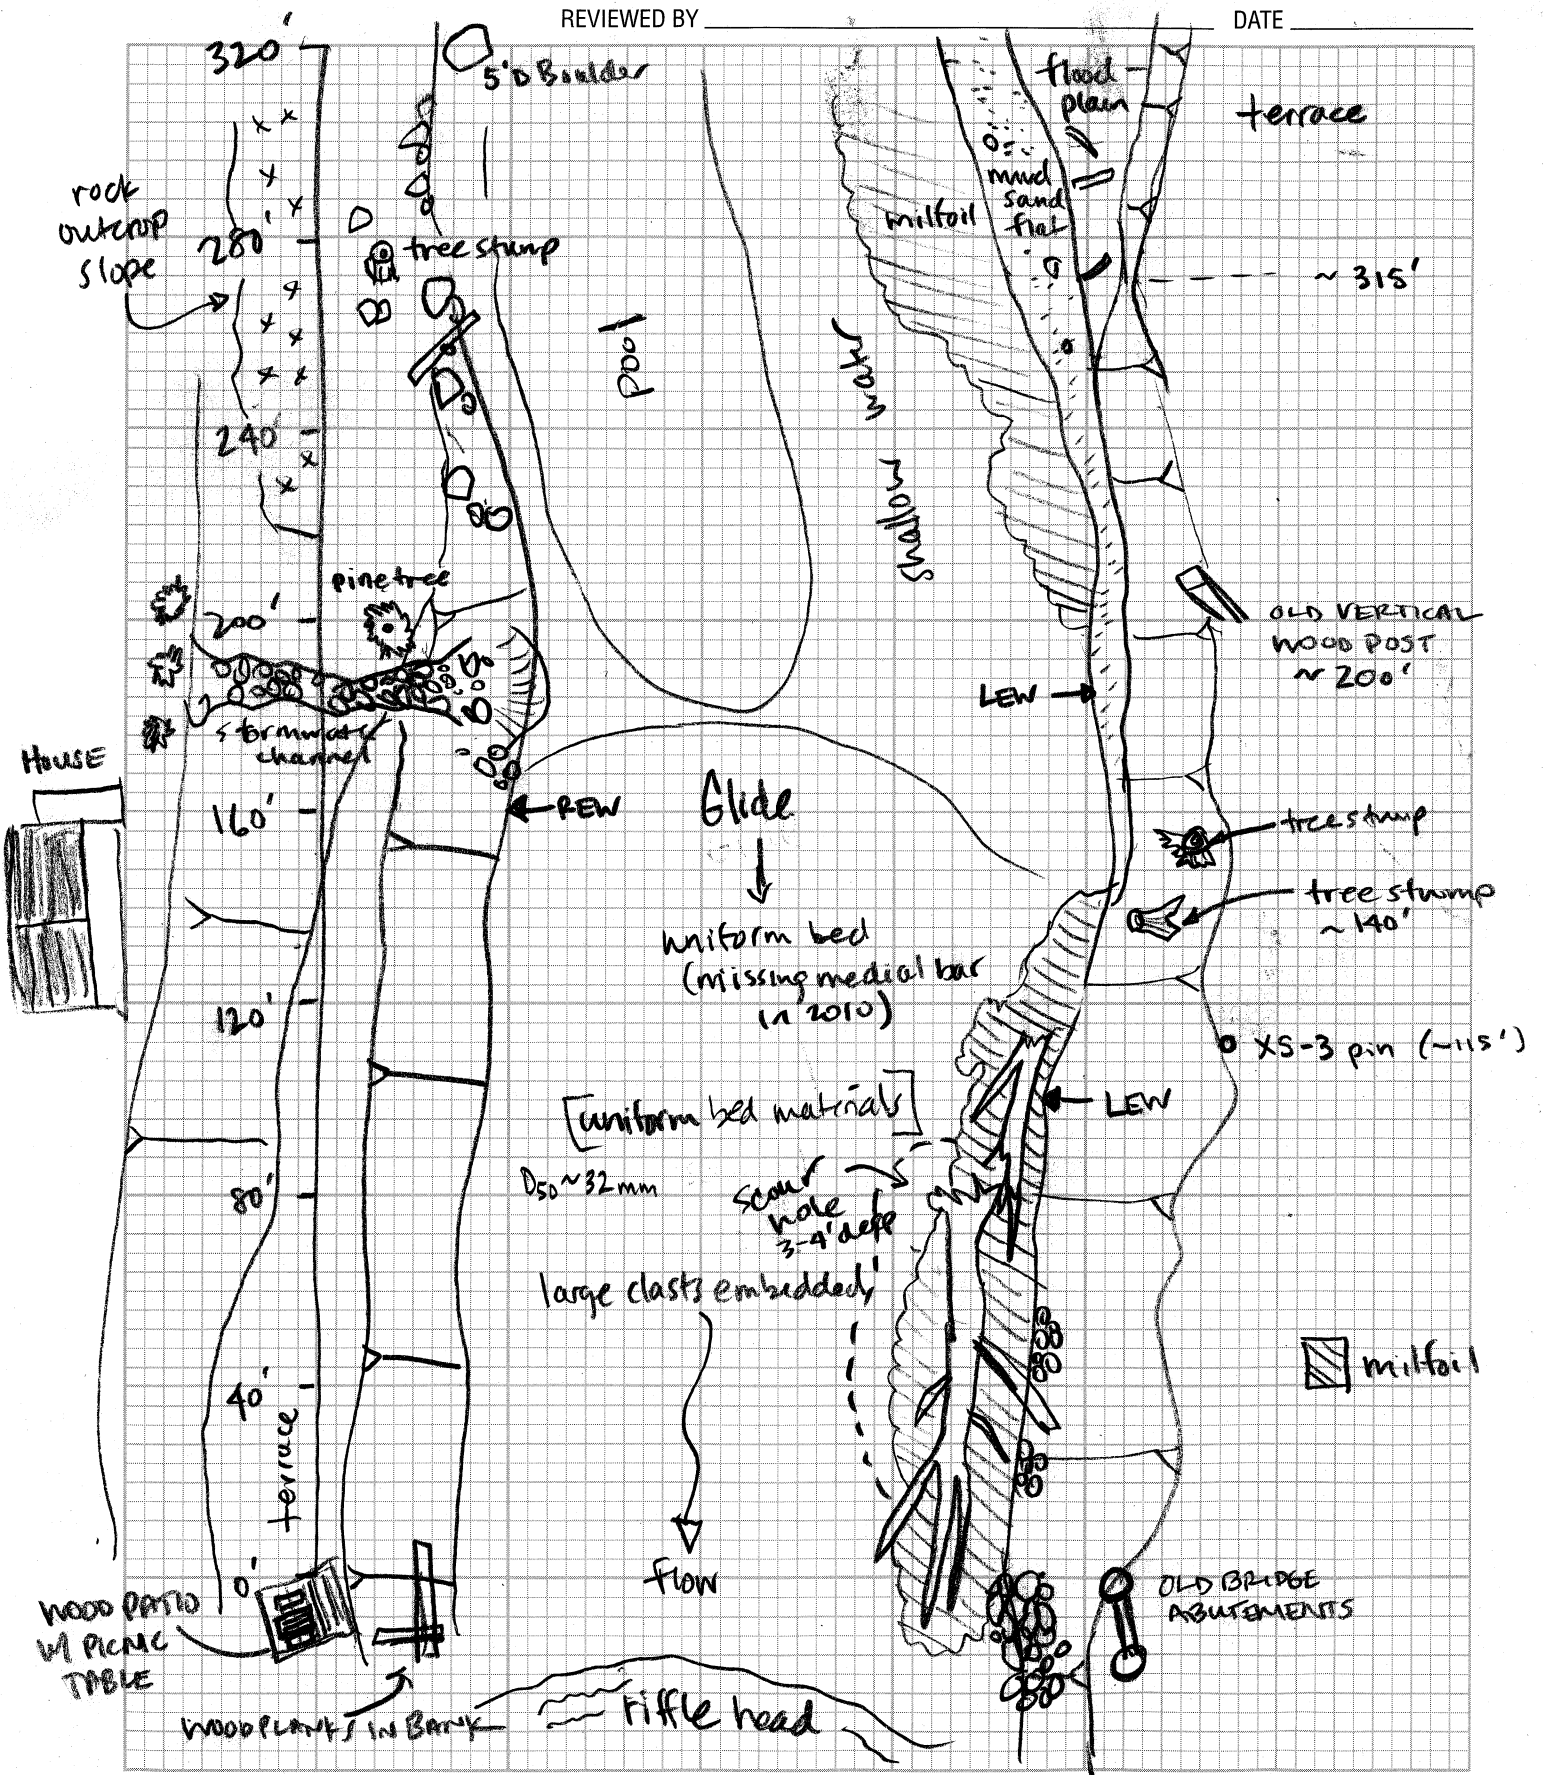 REVIEWED BY
DATE
320'
5'D Boulder
flood
plain
terrace
rock
outcrop
slope
mud
sand
flat
milfoil
280'
tree stump
~ 315'
pool
shallow water
240'
pine tree
200'
OLD VERTICAL
WOOD POST
~ 200'
LEW
stormwater
channel
HOUSE
160'
REW
Glide
tree stump
tree stump
~ 140'
uniform bed
(missing medial bar
in 2010)
120'
XS-3 pin (~115')
[uniform bed materials]
LEW
80'
D50 ~ 32mm
scour
hole
3-4' deep
large clasts embedded
milfoil
40'
terrace
0'
flow
WOOD PATIO
W/ PICNIC
TABLE
OLD BRIDGE
ABUTEMENTS
WOOD PLANKS IN BANK
riffle head